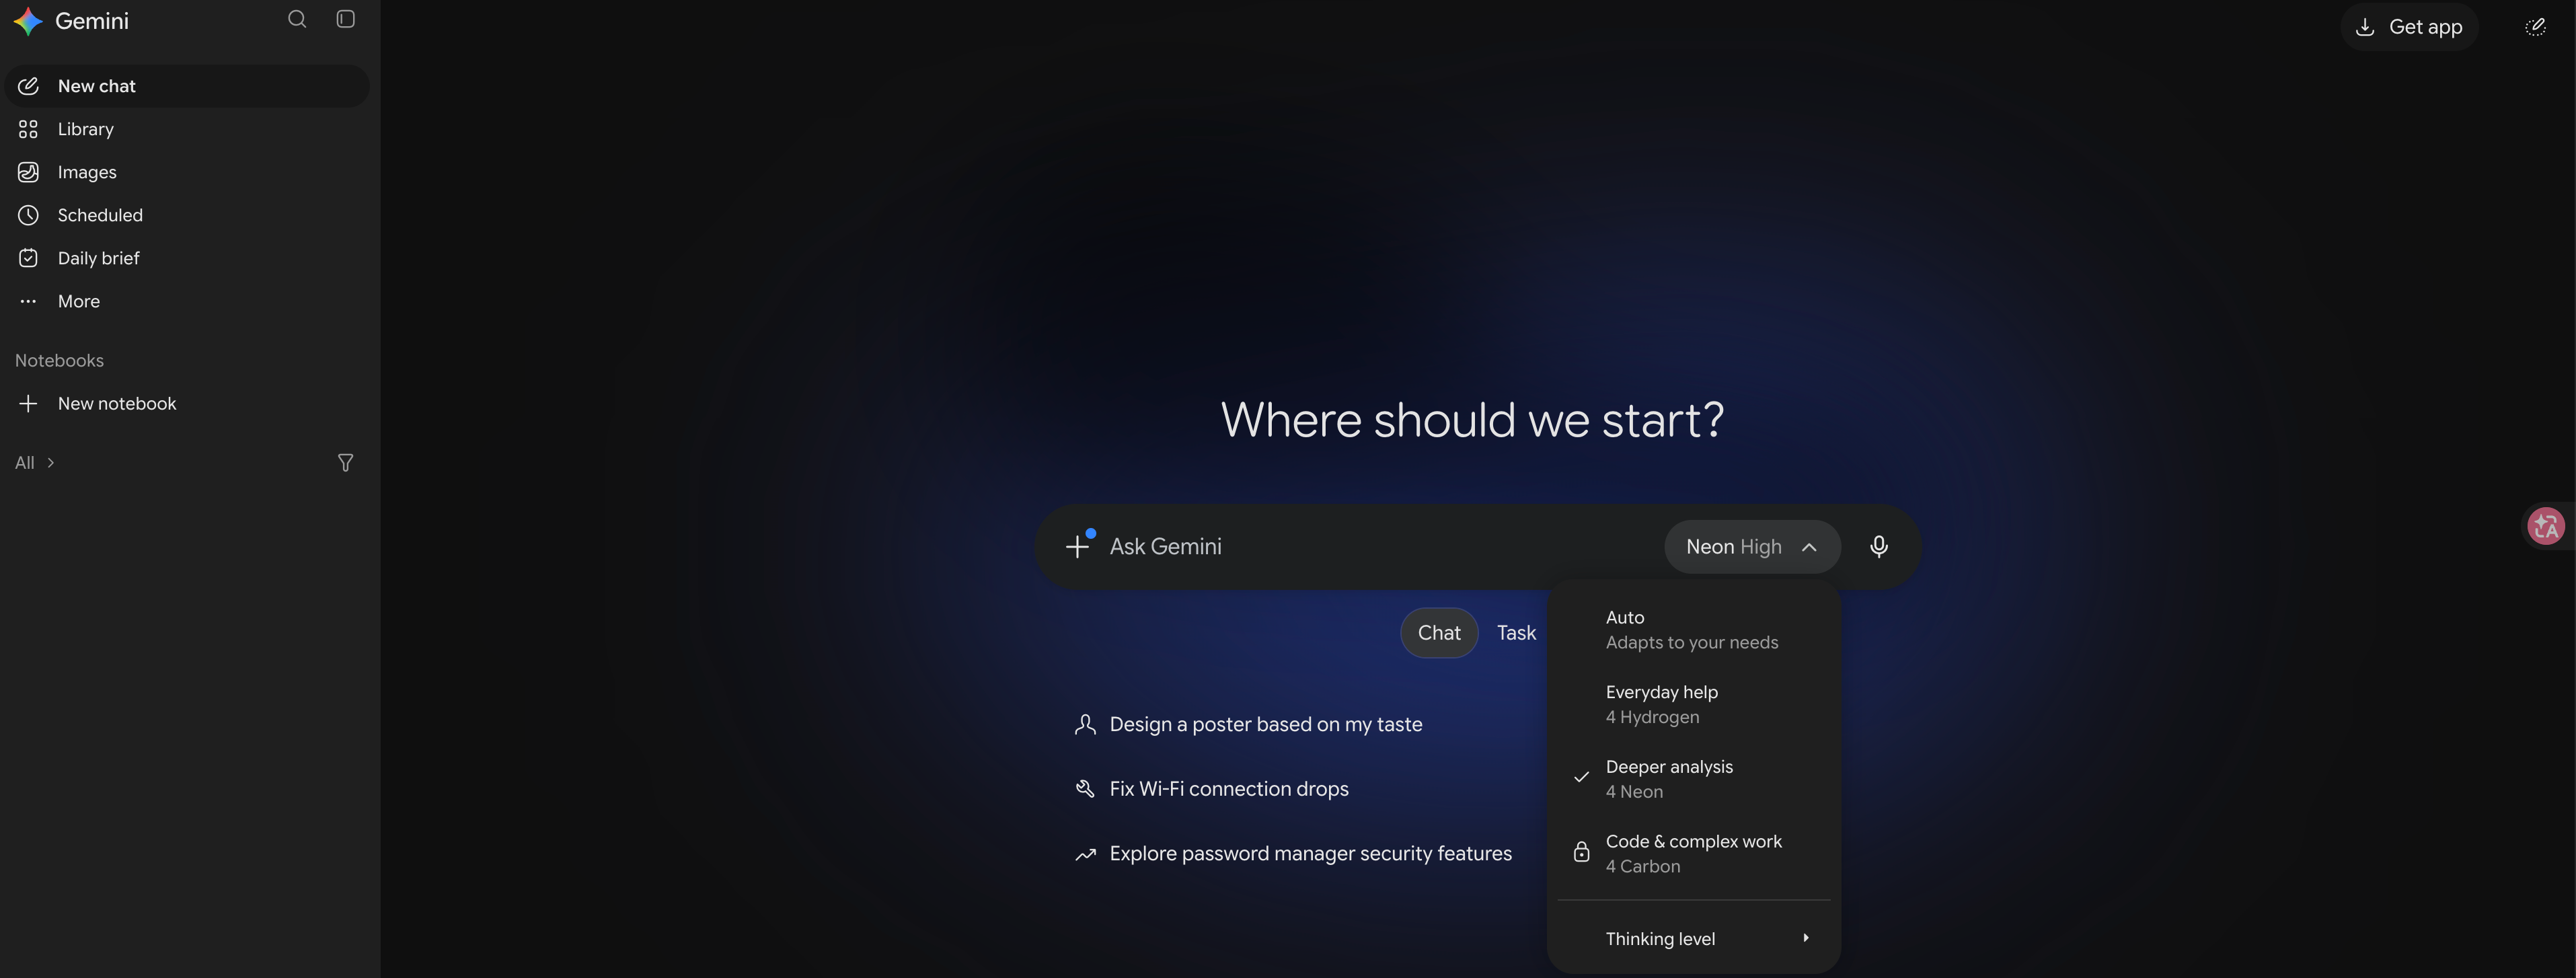 Gemini
New chat
Library
Images
Scheduled
Daily brief
More
Notebooks
New notebook
All
Get app
Where should we start?
Ask Gemini
Neon High
Chat
Task
Design a poster based on my taste
Fix Wi-Fi connection drops
Explore password manager security features
Auto
Adapts to your needs
Everyday help
4 Hydrogen
Deeper analysis
4 Neon
Code & complex work
4 Carbon
Thinking level